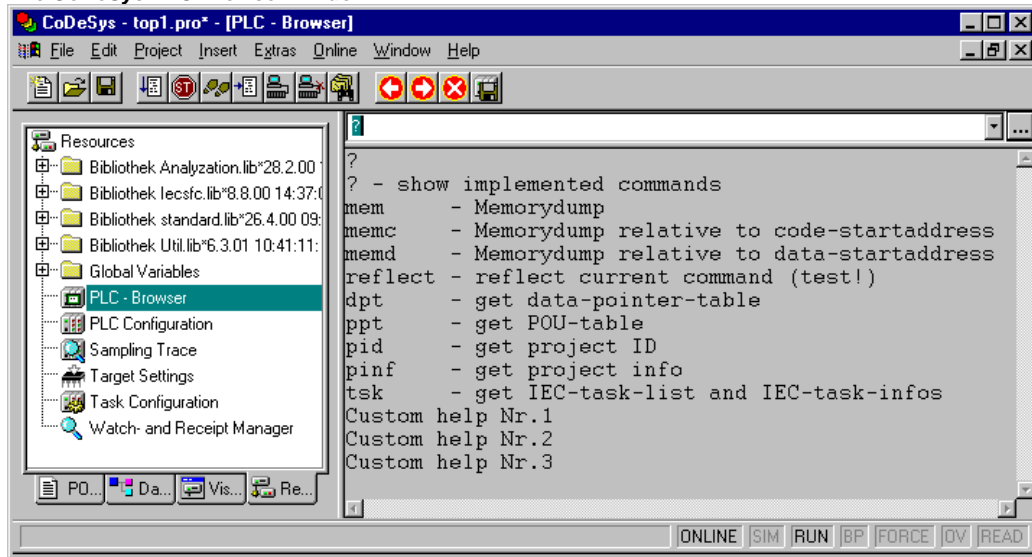 CoDeSys - top1.pro* - [PLC - Browser]
File Edit Project Insert Extras Online Window Help
?
Resources
Bibliothek Analyzation.lib*28.2.00
Bibliothek Iecsfc.lib*8.8.00 14:37:
Bibliothek standard.lib*26.4.00 09:
Bibliothek Util.lib*6.3.01 10:41:11:
Global Variables
PLC - Browser
PLC Configuration
Sampling Trace
Target Settings
Task Configuration
Watch- and Receipt Manager
PO... Da... Vis... Re...
?
? - show implemented commands
mem - Memorydump
memc - Memorydump relative to code-startaddress
memd - Memorydump relative to data-startaddress
reflect - reflect current command (test!)
dpt - get data-pointer-table
ppt - get POU-table
pid - get project ID
pinf - get project info
tsk - get IEC-task-list and IEC-task-infos
Custom help Nr.1
Custom help Nr.2
Custom help Nr.3
ONLINE SIM RUN BP FORCE OV READ